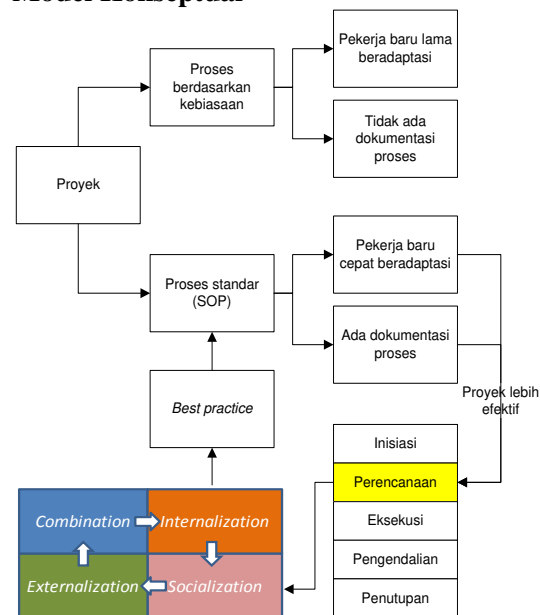 Model Konseptual
Pekerja baru lama
beradaptasi
Proses
berdasarkan
kebiasaan
Tidak ada
dokumentasi
proses
Proyek
Pekerja baru
cepat beradaptasi
Proses standar
(SOP)
Ada dokumentasi
proses
Best practice
Proyek lebih
efektif
Inisiasi
Perencanaan
Eksekusi
Pengendalian
Penutupan
Combination
Internalization
Externalization
Socialization